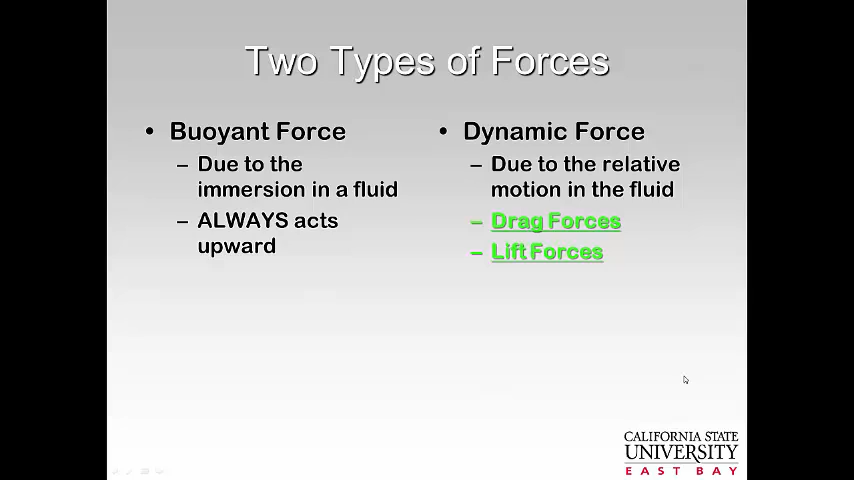 Two Types of Forces
• Buoyant Force
– Due to the
immersion in a fluid
– ALWAYS acts
upward
• Dynamic Force
– Due to the relative
motion in the fluid
– Drag Forces
– Lift Forces
CALIFORNIA STATE
UNIVERSITY
EAST BAY